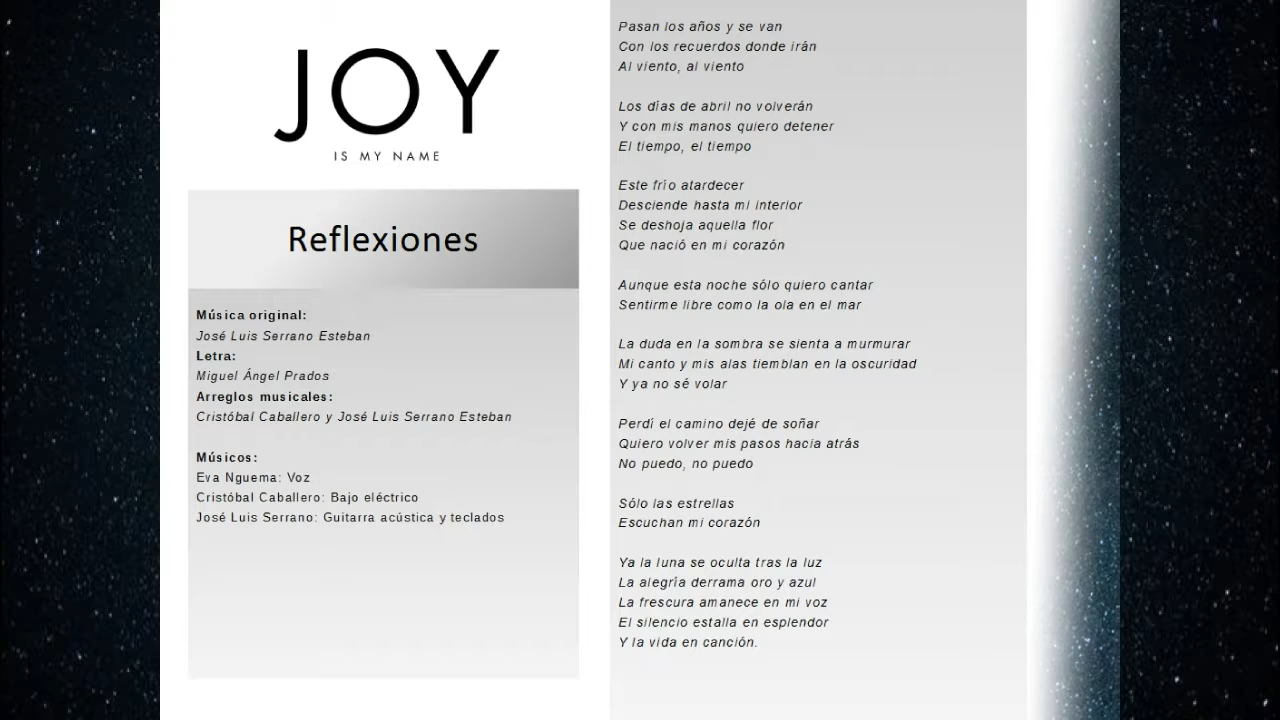 JOY
IS MY NAME
Reflexiones
Música original:
José Luis Serrano Esteban
Letra:
Miguel Ángel Prados
Arreglos musicales:
Cristóbal Caballero y José Luis Serrano Esteban
Músicos:
Eva Nguema: Voz
Cristóbal Caballero: Bajo eléctrico
José Luis Serrano: Guitarra acústica y teclados
Pasan los años y se van
Con los recuerdos donde irán
Al viento, al viento
Los días de abril no volverán
Y con mis manos quiero detener
El tiempo, el tiempo
Este frío atardecer
Desciende hasta mi interior
Se deshoja aquella flor
Que nació en mi corazón
Aunque esta noche sólo quiero cantar
Sentirme libre como la ola en el mar
La duda en la sombra se sienta a murmurar
Mi canto y mis alas tiemblan en la oscuridad
Y ya no sé volar
Perdí el camino dejé de soñar
Quiero volver mis pasos hacia atrás
No puedo, no puedo
Sólo las estrellas
Escuchan mi corazón
Ya la luna se oculta tras la luz
La alegría derrama oro y azul
La frescura amanece en mi voz
El silencio estalla en esplendor
Y la vida en canción.